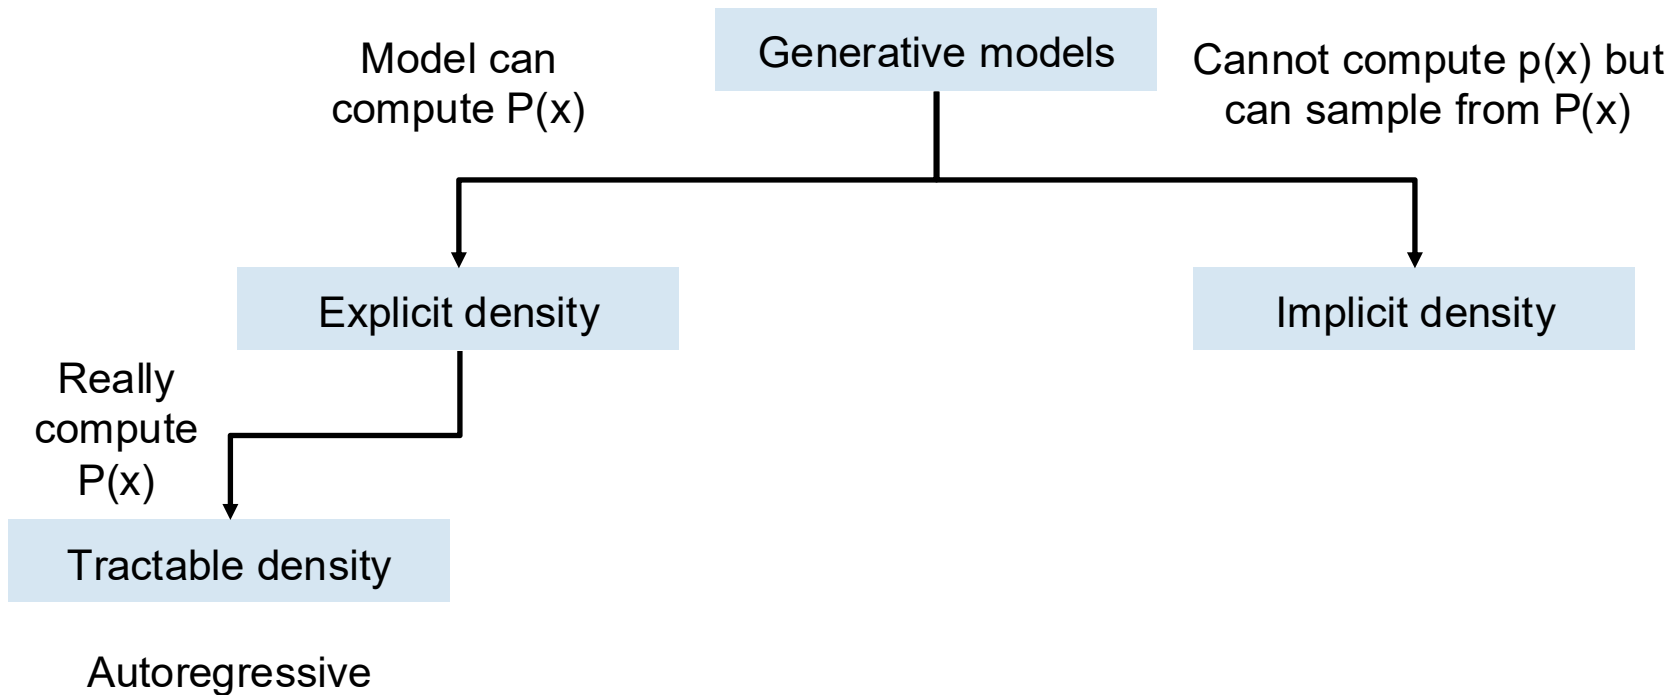 Generative models
Model can
compute P(x)
Cannot compute p(x) but
can sample from P(x)
Explicit density
Implicit density
Really
compute
P(x)
Tractable density
Autoregressive